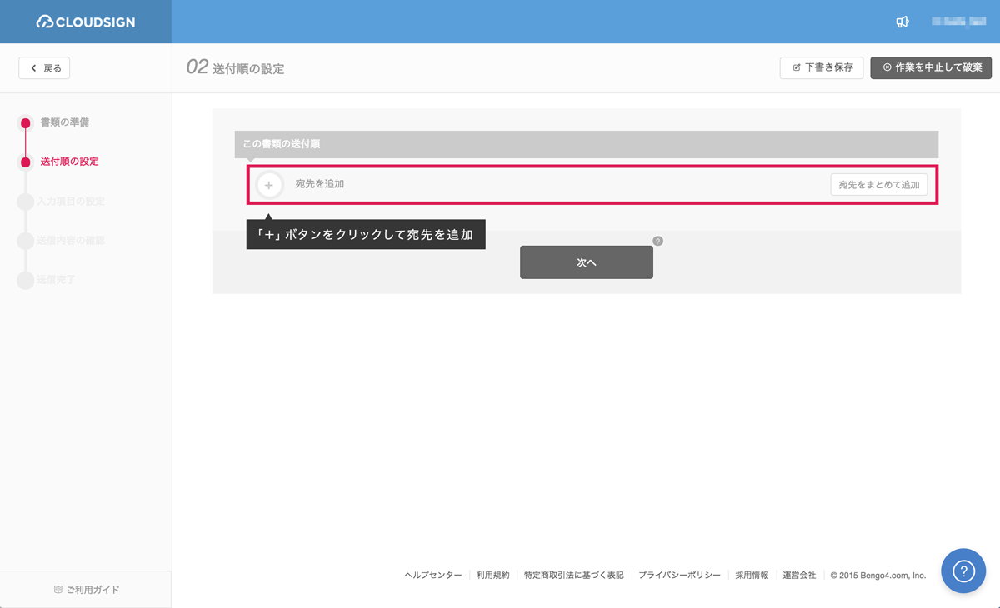 CLOUDSIGN
戻る
02 送付順の設定
下書き保存
作業を中止して破棄
書類の準備
送付順の設定
入力項目の設定
送信内容の確認
送信完了
この書類の送付順
+ 宛先を追加
宛先をまとめて追加
「+」ボタンをクリックして宛先を追加
?
次へ
ヘルプセンター
利用規約
特定商取引法に基づく表記
プライバシーポリシー
採用情報
運営会社
© 2015 Bengo4.com, Inc.
?
ご利用ガイド